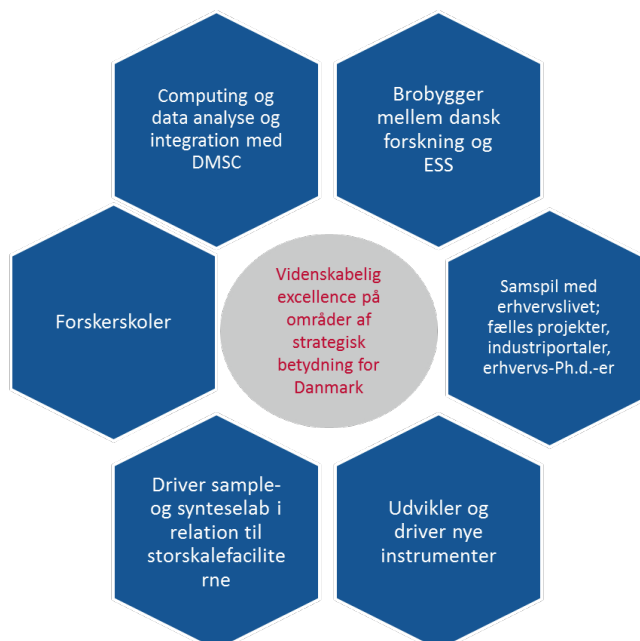 Computing og
data analyse og
integration med
DMSC
Brobygger
mellem dansk
forskning og
ESS
Forskerskoler
Videnskabelig
excellence på
områder af
strategisk
betydning for
Danmark
Samspil med
erhvervslivet;
fælles projekter,
industriportaler,
erhvervs-Ph.d.-er
Driver sample-
og synteselab i
relation til
storskalefacilite
rne
Udvikler og
driver nye
instrumenter